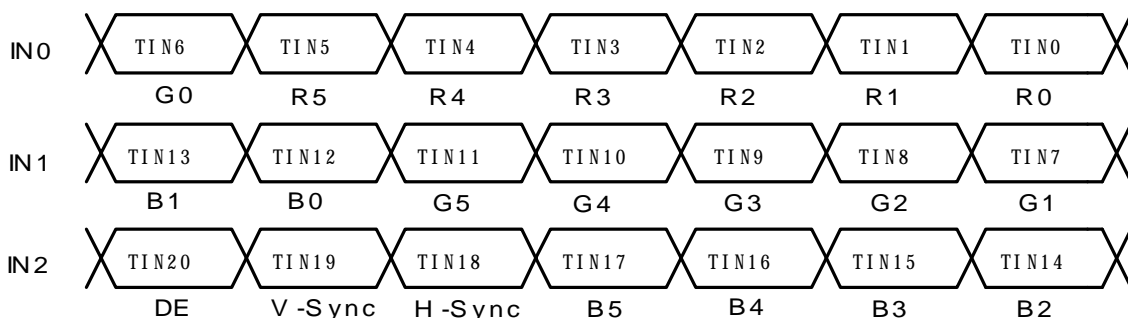 IN0 TIN6 TIN5 TIN4 TIN3 TIN2 TIN1 TIN0
G0 R5 R4 R3 R2 R1 R0
IN1 TIN13 TIN12 TIN11 TIN10 TIN9 TIN8 TIN7
B1 B0 G5 G4 G3 G2 G1
IN2 TIN20 TIN19 TIN18 TIN17 TIN16 TIN15 TIN14
DE V-Sync H-Sync B5 B4 B3 B2